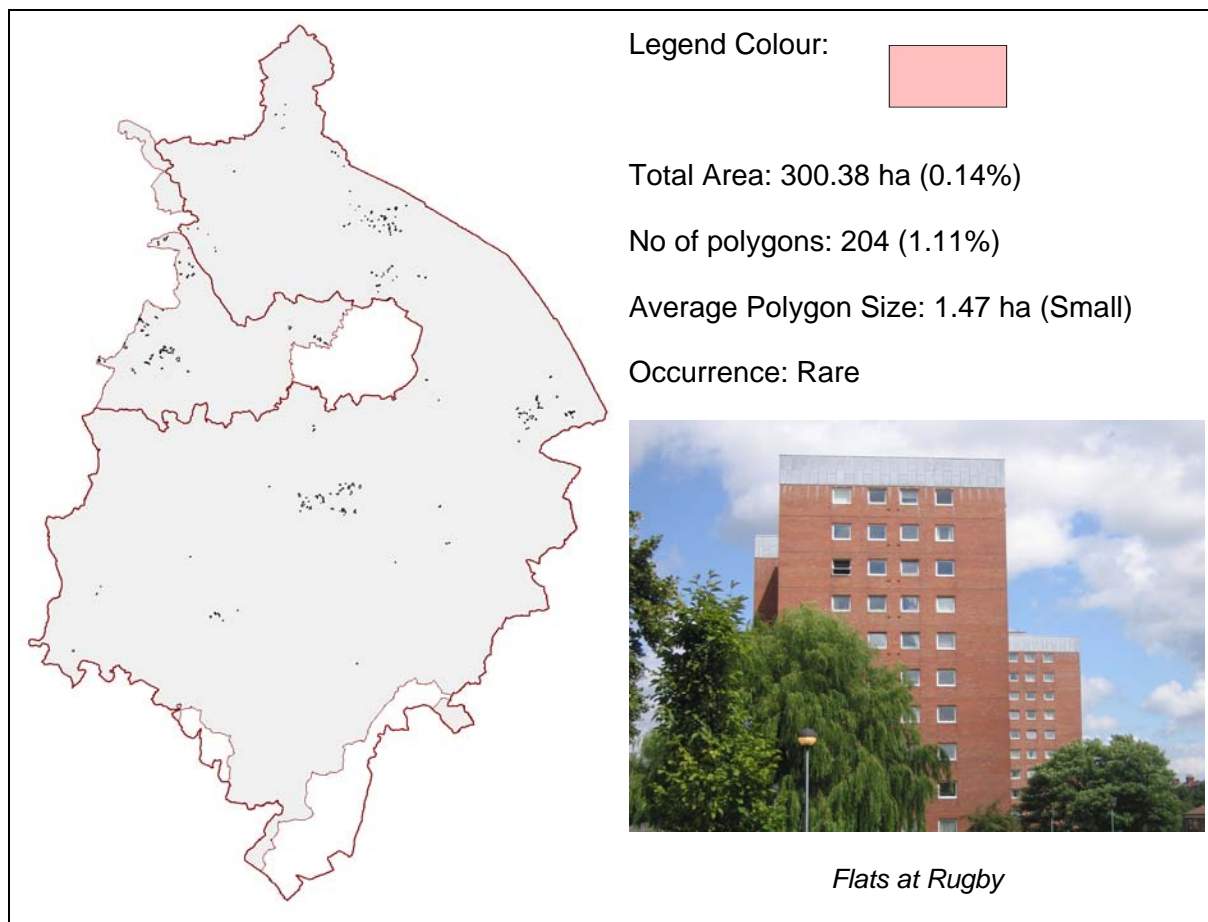 Legend Colour:
Total Area: 300.38 ha (0.14%)
No of polygons: 204 (1.11%)
Average Polygon Size: 1.47 ha (Small)
Occurrence: Rare
Flats at Rugby